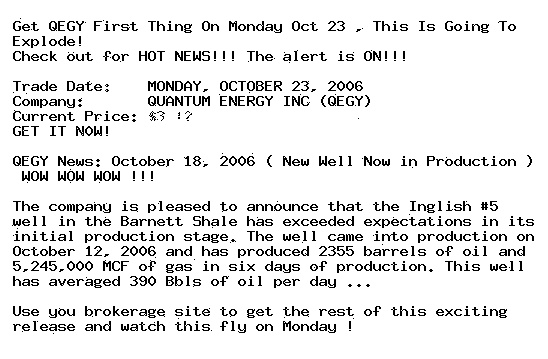 Get QEGY First Thing On Monday Oct 23 , This Is Going To
Explode!
Check out for HOT NEWS!!! The alert is ON!!!
Trade Date: MONDAY, OCTOBER 23, 2006
Company: QUANTUM ENERGY INC (QEGY)
Current Price:
GET IT NOW!
QEGY News: October 18, 2006 ( New Well Now in Production )
WOW WOW WOW !!!
The company is pleased to announce that the Inglish #5
well in the Barnett Shale has exceeded expectations in its
initial production stage. The well came into production on
October 12, 2006 and has produced 2355 barrels of oil and
5,245,000 MCF of gas in six days of production. This well
has averaged 390 Bbls of oil per day ...
Use you brokerage site to get the rest of this exciting
release and watch this fly on Monday !